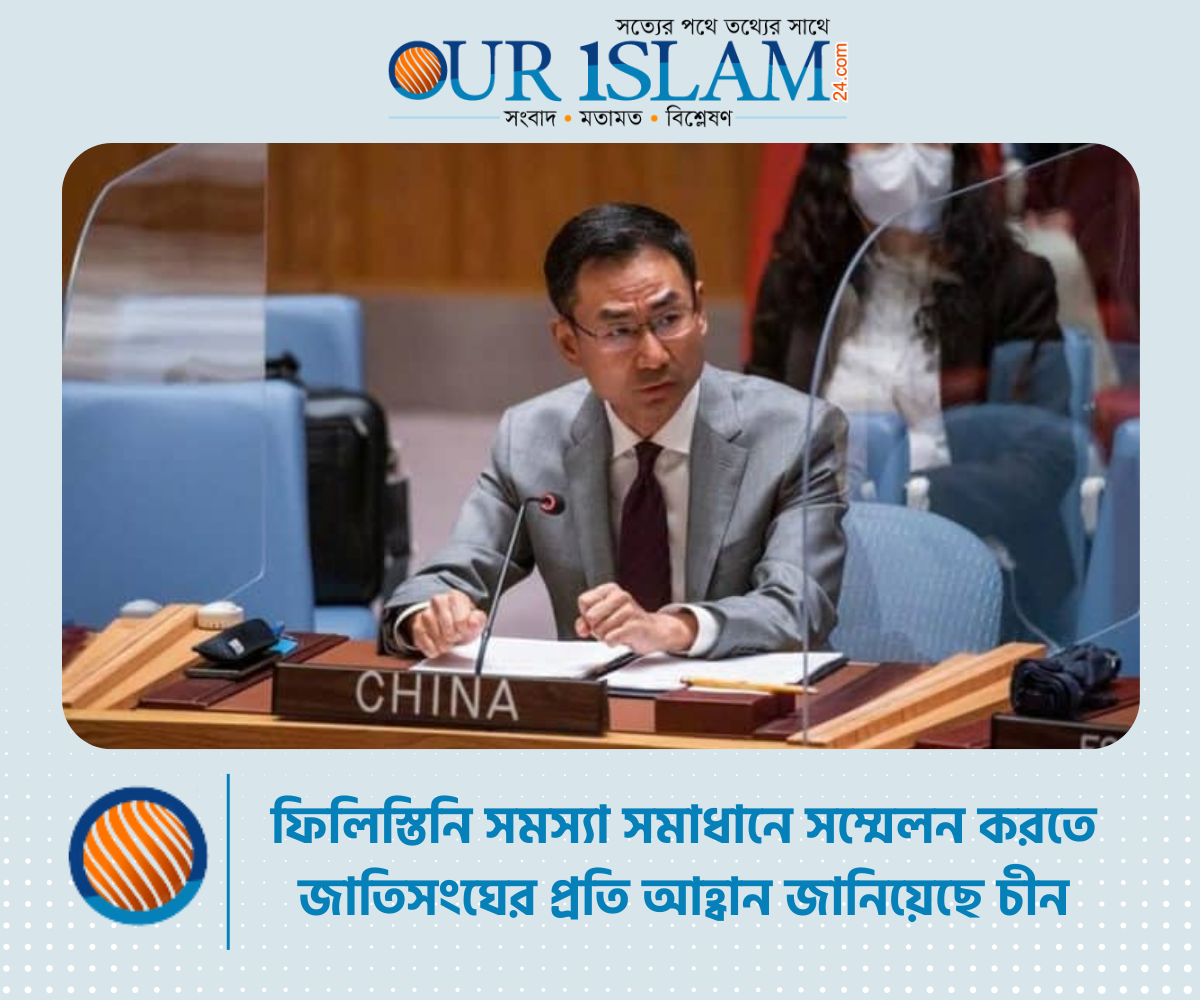 সত্যের পথে তথ্যের সাথে
OUR ISLAM 24.com
সংবাদ • মতামত • বিশ্লেষণ
CHINA
ফিলিস্তিনি সমস্যা সমাধানে সম্মেলন করতে
জাতিসংঘের প্রতি আহ্বান জানিয়েছে চীন